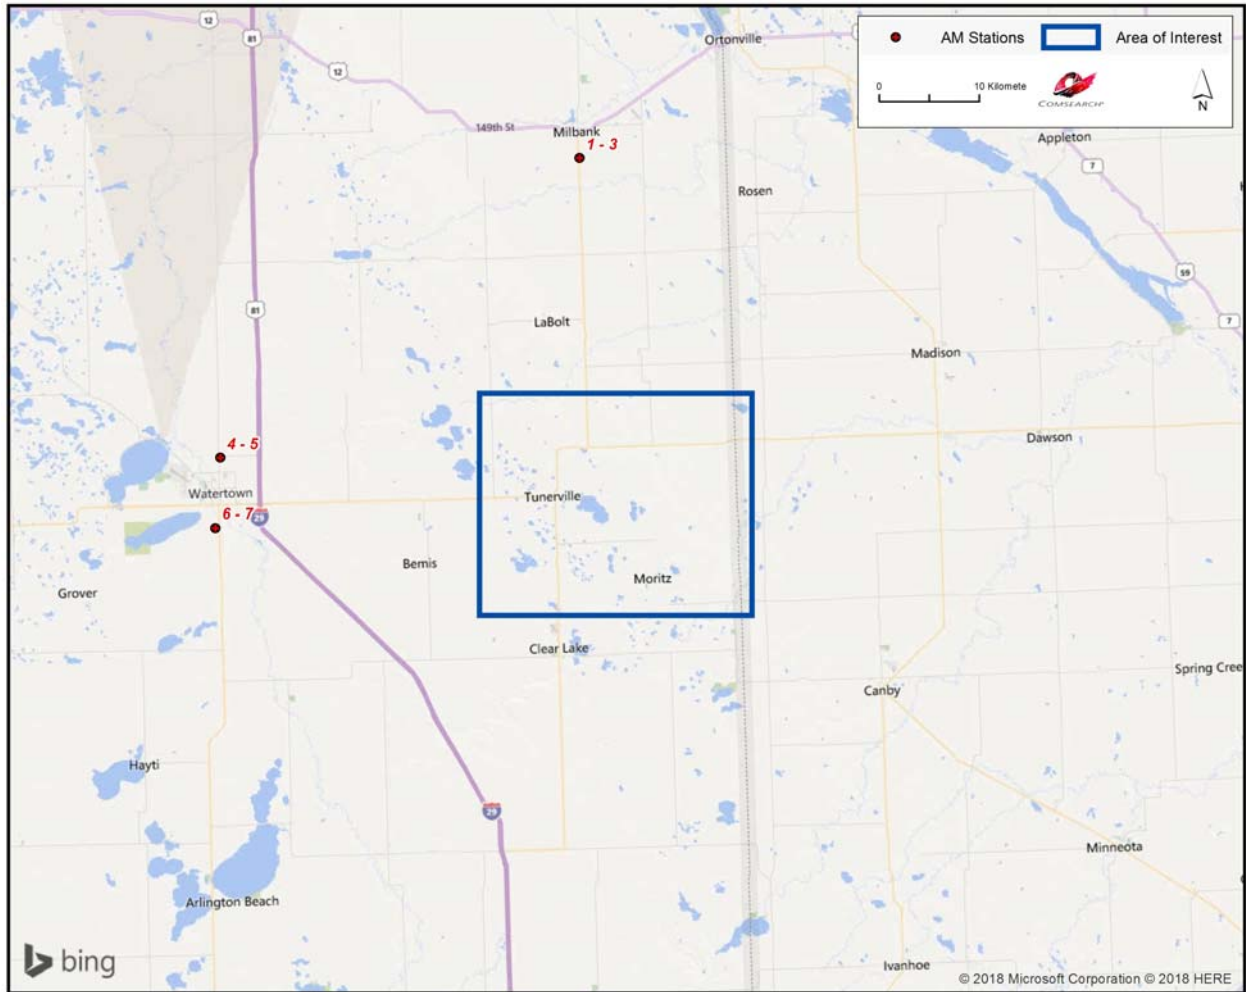 12
81
Ortonville
AM Stations
Area of Interest
12
0
10 Kilomete
COMSEARCH
N
149th St
Milbank
1 - 3
Appleton
7
Rosen
59
81
LaBolt
7
Madison
4 - 5
Dawson
Watertown
Tunerville
6 - 7
29
Bemis
Moritz
Grover
Clear Lake
Spring Cree
Canby
Hayti
29
Minneota
Arlington Beach
bing
Ivanhoe
© 2018 Microsoft Corporation © 2018 HERE